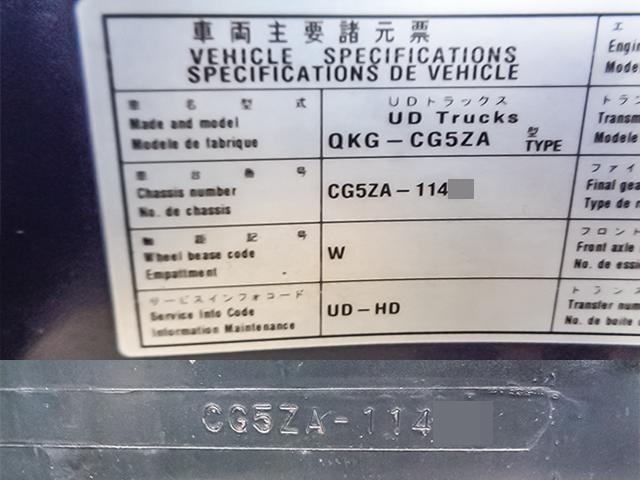 車両主要諸元票
VEHICLE SPECIFICATIONS
SPECIFICATIONS DE VEHICLE
車名型式
Made and model
Modele de fabrique
UDトラックス
UD Trucks
QKG-CG5ZA
型
TYPE
車台番号
Chassis number
No. de chassis
CG5ZA-114
軸距記号
Wheel bease code
Empattment
W
サービスインフォコード
Service Info Code
Information Maintenance
UD-HD
エ
Engin
Mode
トラン
Transm
Modele
ファイ
Final gea
Type de r
フロント
Front axle
No. de essi
トランス
Transfer num
No. de boite
CG5ZA-114